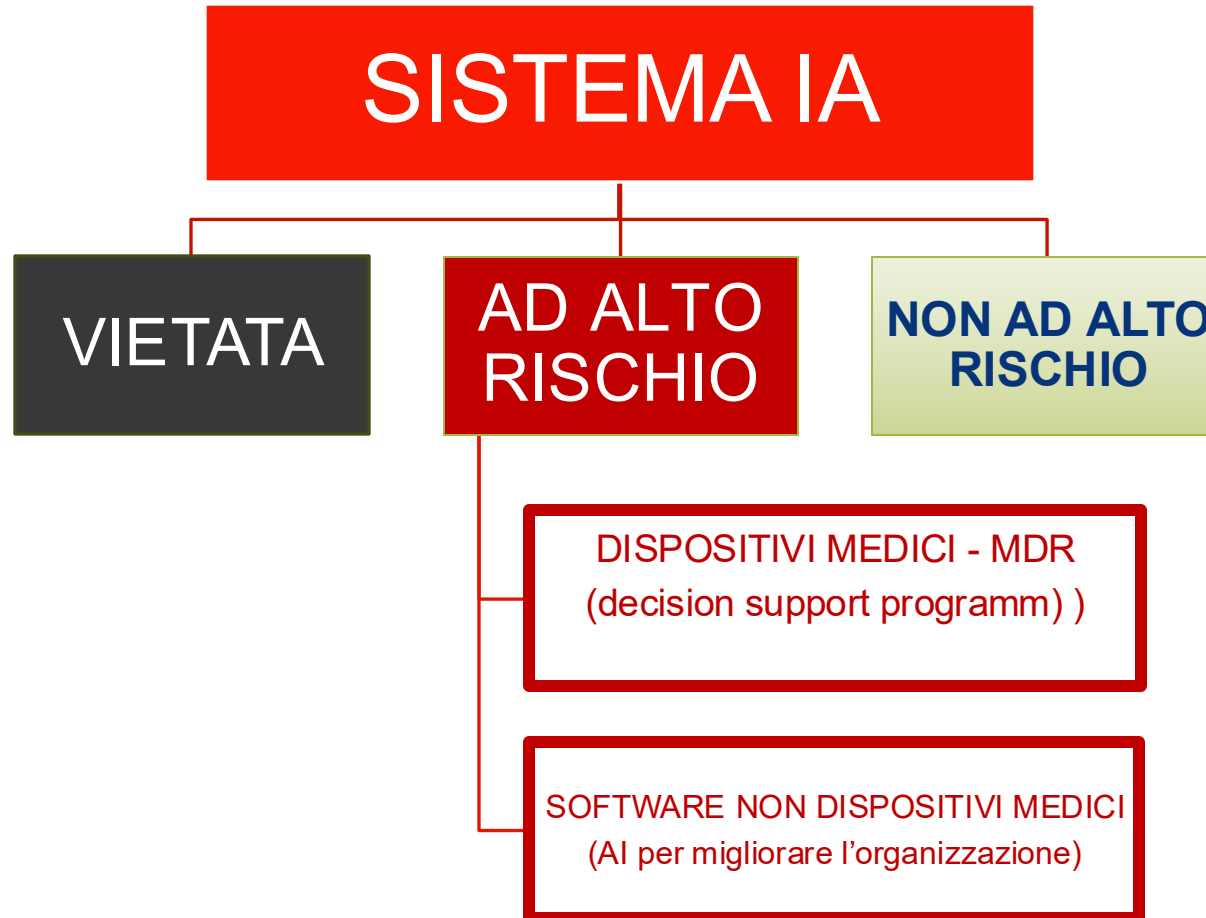 SISTEMA IA
VIETATA
AD ALTO
RISCHIO
NON AD ALTO
RISCHIO
DISPOSITIVI MEDICI - MDR
(decision support programm) )
SOFTWARE NON DISPOSITIVI MEDICI
(AI per migliorare l’organizzazione)